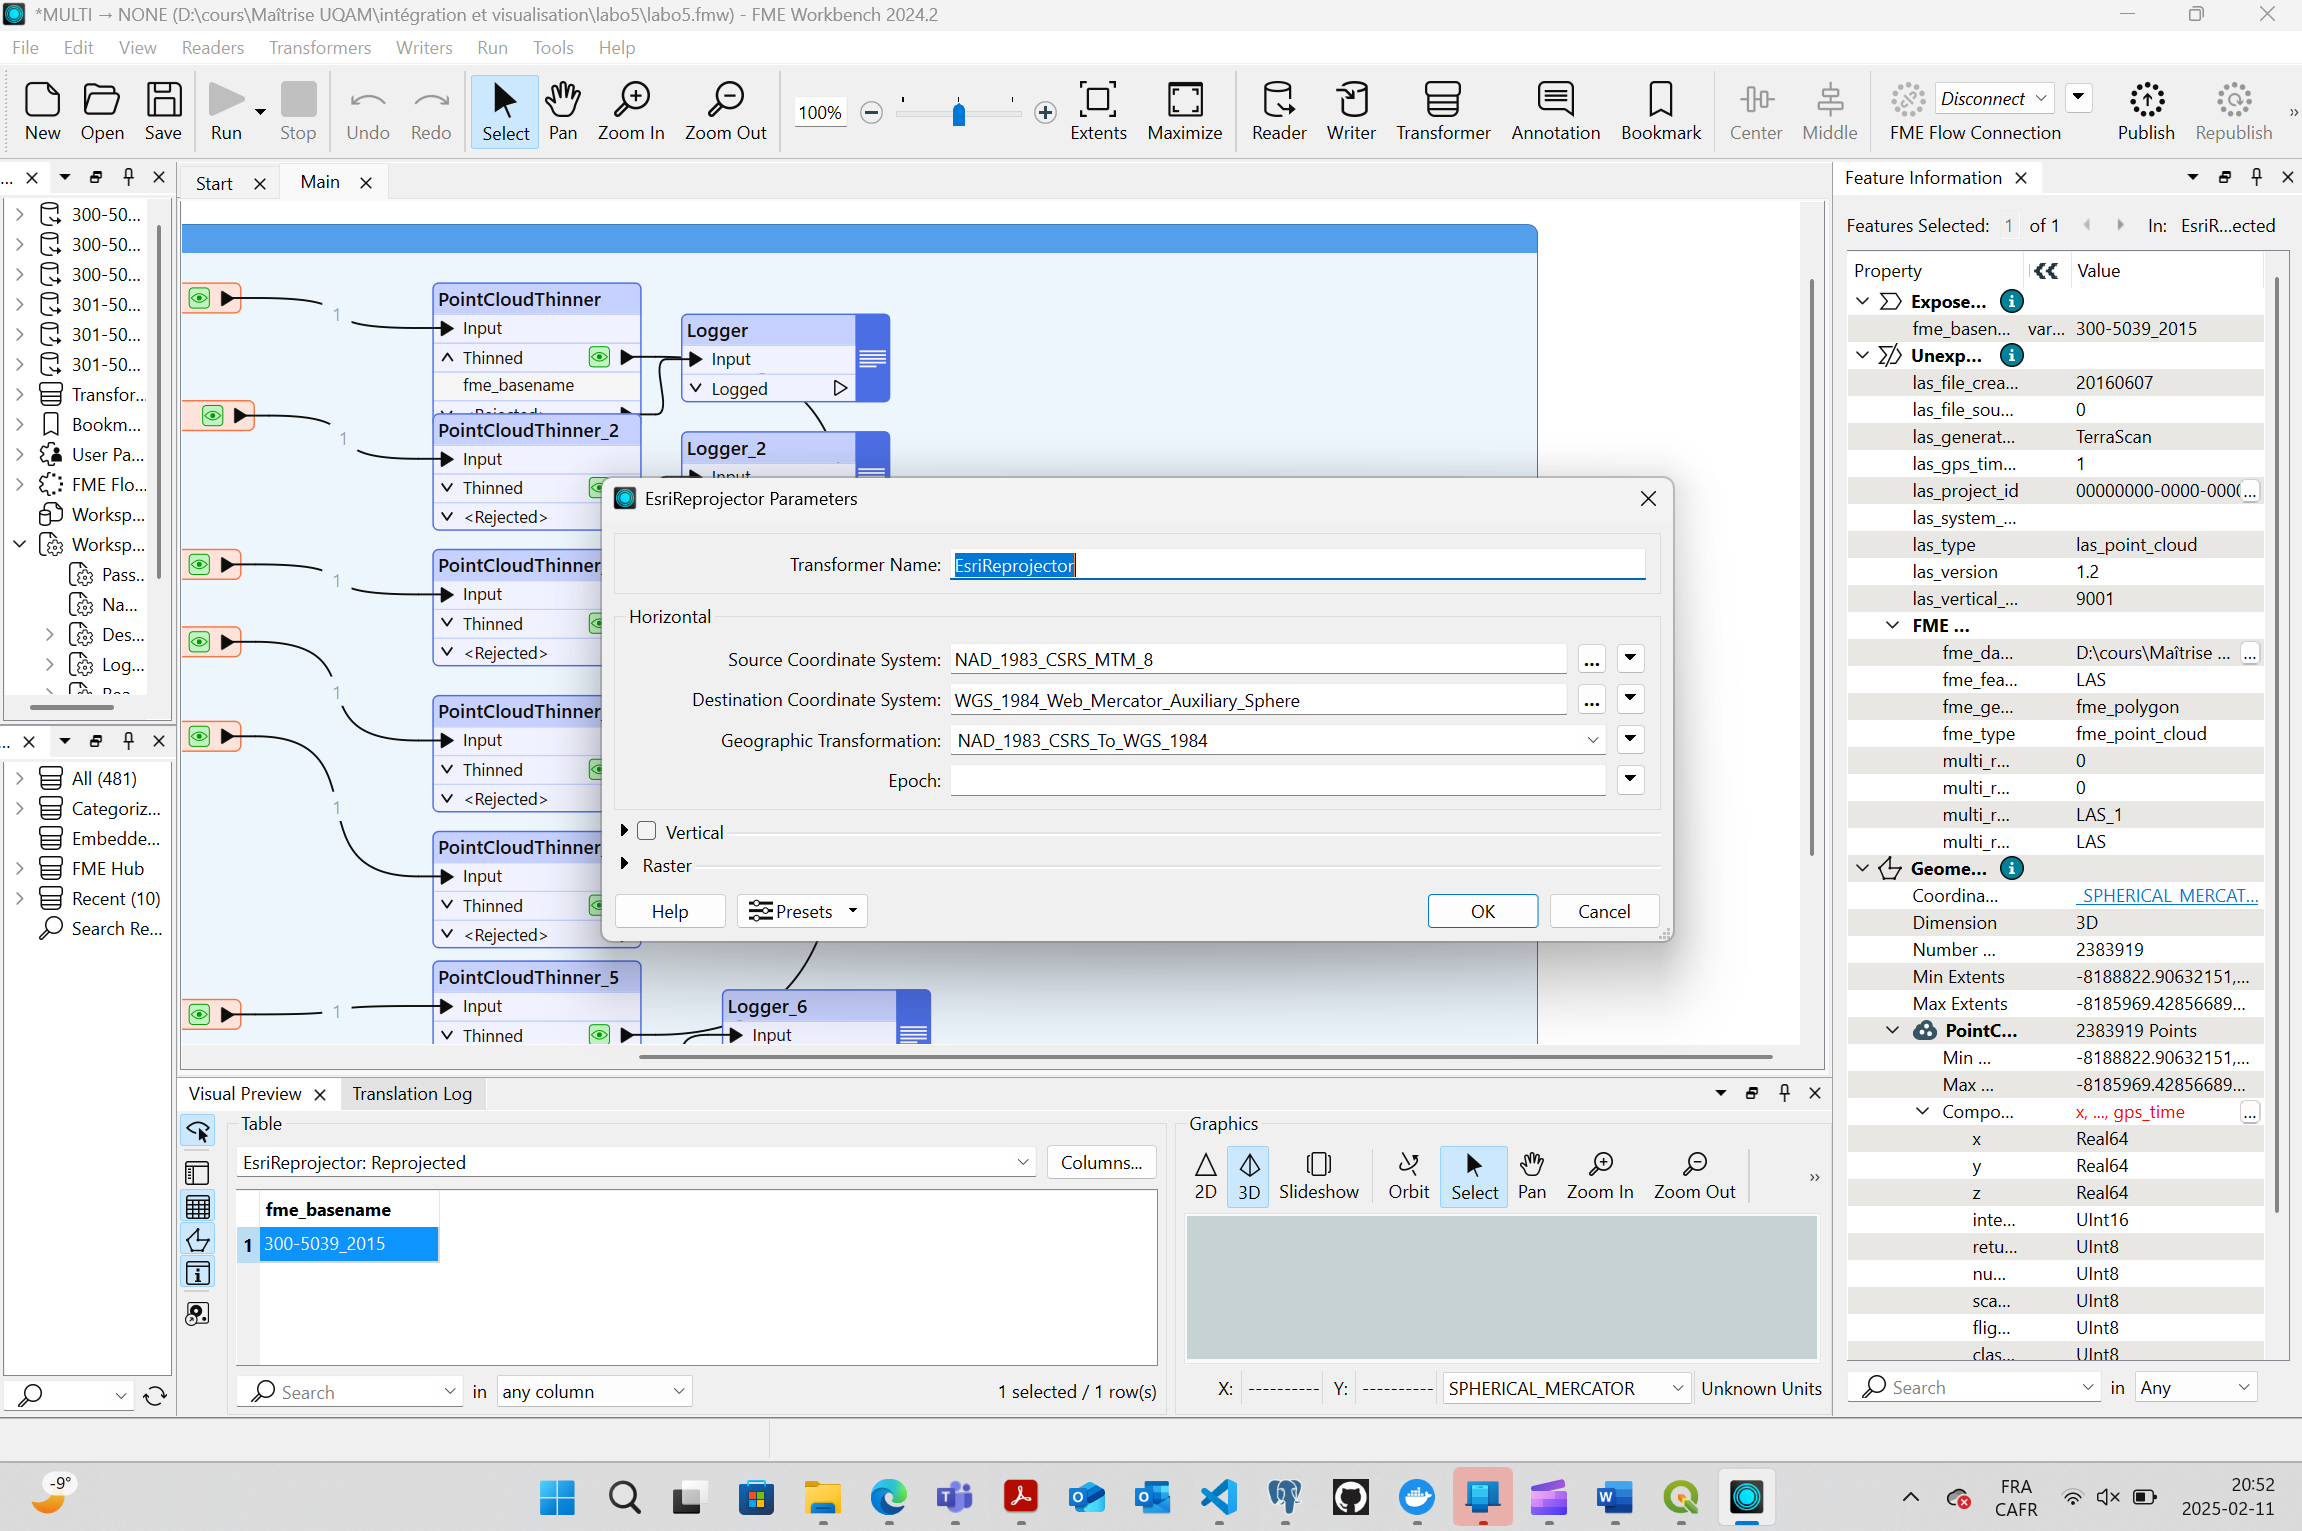 *MULTI → NONE (D:\cours\Maîtrise UQAM\intégration et visualisation\labo5\labo5.fmw) - FME Workbench 2024.2
File Edit View Readers Transformers Writers Run Tools Help
New Open Save Run Stop Undo Redo Select Pan Zoom In Zoom Out 100% Extents Maximize Reader Writer Transformer Annotation Bookmark Center Middle Disconnect FME Flow Connection Publish Republish »
...
300-50...
300-50...
300-50...
301-50...
301-50...
301-50...
Transfor...
Bookm...
User Pa...
FME Flo...
Worksp...
Worksp...
Pass...
Na...
Des...
Log...
...
All (481)
Categoriz...
Embedde...
FME Hub
Recent (10)
Search Re...
Start Main
1
1
1
1
1
1
PointCloudThinner
Input
Thinned
fme_basename
<Rejected>
PointCloudThinner_2
Input
Thinned
<Rejected>
PointCloudThinner_
Input
Thinned
<Rejected>
PointCloudThinner_
Input
Thinned
<Rejected>
PointCloudThinner_
Input
Thinned
<Rejected>
PointCloudThinner_5
Input
Thinned
Logger
Input
Logged
Logger_2
Input
Logger_6
Input
EsriReprojector Parameters
Transformer Name: EsriReprojector
Horizontal
Source Coordinate System: NAD_1983_CSRS_MTM_8 ...
Destination Coordinate System: WGS_1984_Web_Mercator_Auxiliary_Sphere ...
Geographic Transformation: NAD_1983_CSRS_To_WGS_1984
Epoch:
Vertical
Raster
Help Presets OK Cancel
Visual Preview Translation Log
Table
EsriReprojector: Reprojected Columns...
fme_basename
1 300-5039_2015
Search in any column 1 selected / 1 row(s)
Graphics
2D 3D Slideshow Orbit Select Pan Zoom In Zoom Out »
X: ---------- Y: ---------- SPHERICAL_MERCATOR Unknown Units
Feature Information
Features Selected: 1 of 1 In: EsriR...ected
Property Value
Expose...
fme_basen... var... 300-5039_2015
Unexp...
las_file_crea... 20160607
las_file_sou... 0
las_generat... TerraScan
las_gps_tim... 1
las_project_id 00000000-0000-0000 ...
las_system_...
las_type las_point_cloud
las_version 1.2
las_vertical_... 9001
FME ...
fme_da... D:\cours\Maîtrise ... ...
fme_fea... LAS
fme_ge... fme_polygon
fme_type fme_point_cloud
multi_r... 0
multi_r... 0
multi_r... LAS_1
multi_r... LAS
Geome...
Coordina... _SPHERICAL_MERCAT...
Dimension 3D
Number ... 2383919
Min Extents -8188822.90632151,...
Max Extents -8185969.42856689...
PointC... 2383919 Points
Min ... -8188822.90632151,...
Max ... -8185969.42856689...
Compo... x, ..., gps_time ...
x Real64
y Real64
z Real64
inte... UInt16
retu... UInt8
nu... UInt8
sca... UInt8
flig... UInt8
clas... UInt8
Search in Any
-9°
FRA
CAFR
20:52
2025-02-11